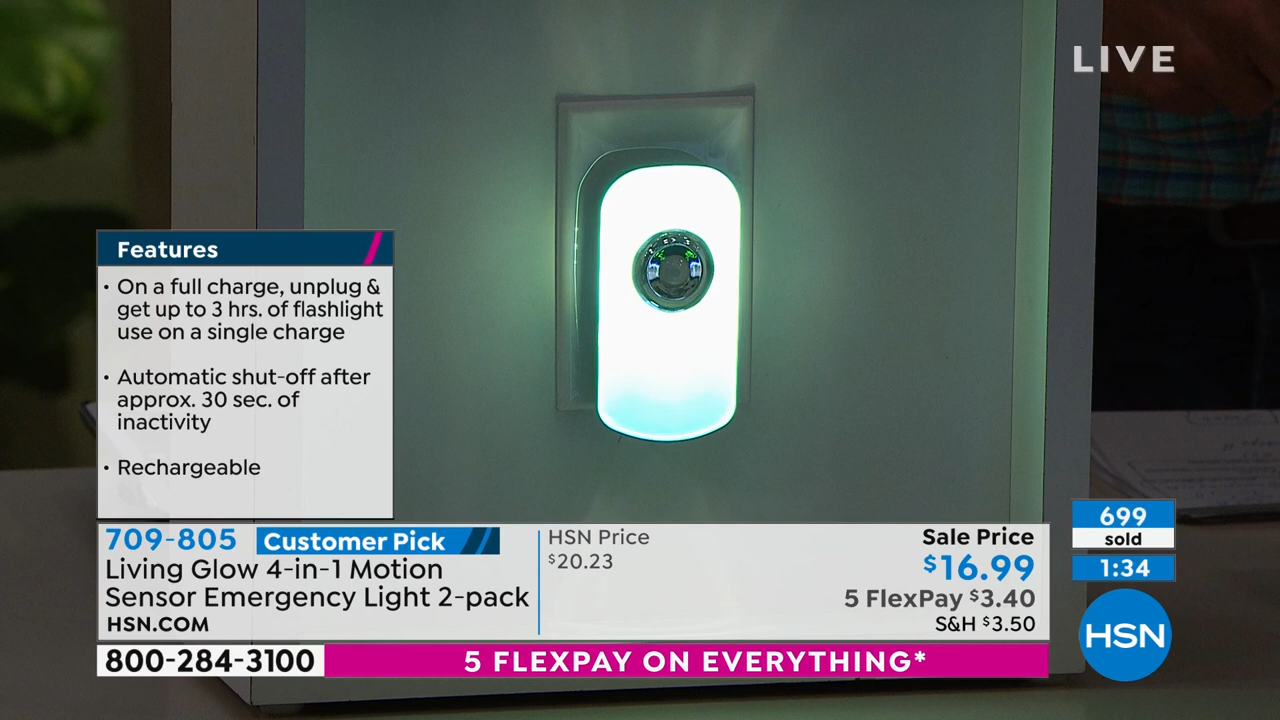 LIVE
Features
• On a full charge, unplug &
get up to 3 hrs. of flashlight
use on a single charge
• Automatic shut-off after
approx. 30 sec. of
inactivity
• Rechargeable
709-805 Customer Pick
Living Glow 4-in-1 Motion
Sensor Emergency Light 2-pack
HSN.COM
HSN Price
$20.23
Sale Price
$16.99
5 FlexPay $3.40
S&H $3.50
699
sold
1:34
HSN
800-284-3100 5 FLEXPAY ON EVERYTHING*